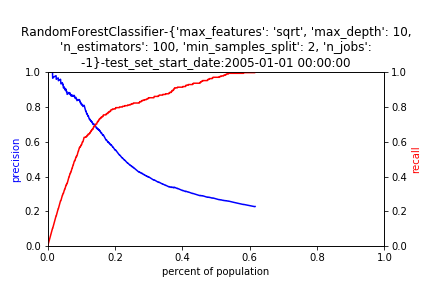 RandomForestClassifier-{'max_features': 'sqrt', 'max_depth': 10,
'n_estimators': 100, 'min_samples_split': 2, 'n_jobs':
-1}-test_set_start_date:2005-01-01 00:00:00
1.0
0.8
0.6
0.4
0.2
0.0
precision
1.0
0.8
0.6
0.4
0.2
0.0
recall
0.0 0.2 0.4 0.6 0.8 1.0
percent of population